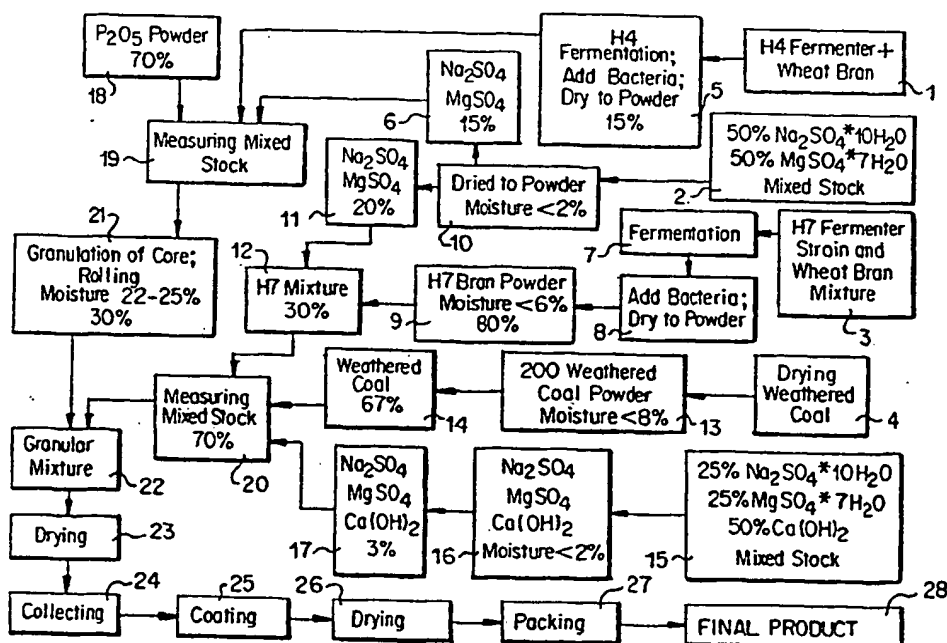 P₂O₅ Powder
70%
18
Na₂SO₄
MgSO₄
15%
6
H4
Fermentation;
Add Bacteria;
Dry to Powder
15%
5
H4 Fermenter+
Wheat Bran
1
Measuring Mixed
Stock
19
Na₂SO₄
MgSO₄
20%
11
Dried to Powder
Moisture <2%
10
50% Na₂SO₄*10H₂O
50% MgSO₄*7H₂O
Mixed Stock
2
21
Granulation of Core;
Rolling
Moisture 22-25%
30%
12
H7 Mixture
30%
H7 Bran Powder
Moisture <6%
80%
9
Fermentation
7
Add Bacteria;
Dry to Powder
8
H7 Fermenter
Strain and
Wheat Bran
Mixture
3
Measuring
Mixed Stock
70%
20
Weathered
Coal
67%
14
200 Weathered
Coal Powder
Moisture <8%
13
Drying
Weathered
Coal
4
Granular
Mixture
22
Na₂SO₄
MgSO₄
Ca(OH)₂
3%
17
Na₂SO₄
MgSO₄
Ca(OH)₂
Moisture <2%
16
25% Na₂SO₄*10H₂O
25% MgSO₄*7H₂O
50% Ca(OH)₂
Mixed Stock
15
Drying
23
Collecting
24
Coating
25
Drying
26
Packing
27
FINAL PRODUCT
28